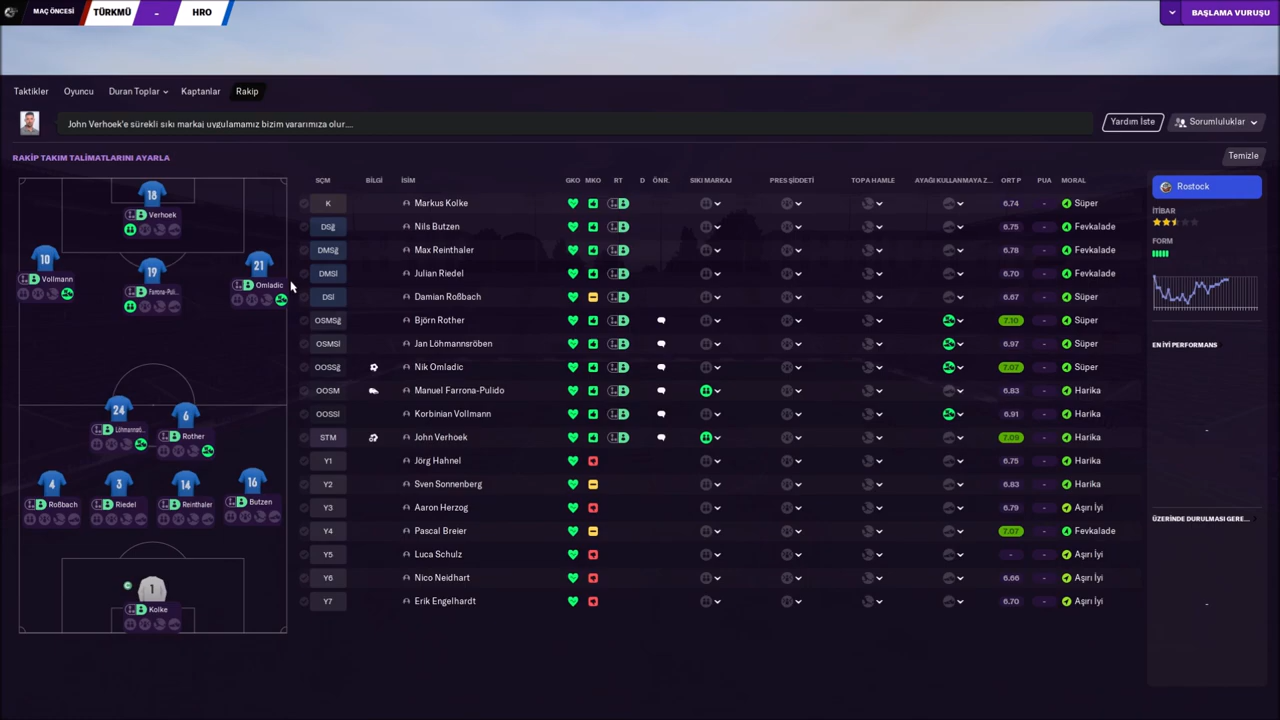 MAÇ ÖNCESİ TÜRKMÜ - HRO BAŞLAMA VURUŞU
Taktikler Oyuncu Duran Toplar Kaptanlar Rakip
John Verhoek'e sürekli sıkı markaj uygulamamız bizim yararımıza olur.... Yardım İste Sorumluluklar
RAKİP TAKIM TALİMATLARINI AYARLA Temizle
18
Verhoek
10
Vollmann
19
Farrona-Puli...
21
Omladic
24
Löhmannsrö...
6
Rother
4
Roßbach
3
Riedel
14
Reinthaler
16
Butzen
1
Kolke
SÇM BİLGİ İSİM GKO MKO RT D ÖNR. SIKI MARKAJ PRES ŞİDDETİ TOPA HAMLE AYAĞI KULLANMAYA Z... ORT P PUA MORAL
K Markus Kolke 6.74 - Süper
DSğ Nils Butzen 6.75 - Fevkalade
DMSğ Max Reinthaler 6.78 - Fevkalade
DMSl Julian Riedel 6.70 - Fevkalade
DSl Damian Roßbach 6.67 - Süper
OSMSğ Björn Rother 7.10 - Süper
OSMSl Jan Löhmannsröben 6.97 - Süper
OOSSğ Nik Omladic 7.07 - Süper
OOSM Manuel Farrona-Pulido 6.83 - Harika
OOSSl Korbinian Vollmann 6.91 - Harika
STM John Verhoek 7.09 - Harika
Y1 Jörg Hahnel 6.75 - Harika
Y2 Sven Sonnenberg 6.83 - Harika
Y3 Aaron Herzog 6.79 - Aşırı İyi
Y4 Pascal Breier 7.07 - Fevkalade
Y5 Luca Schulz - - Aşırı İyi
Y6 Nico Neidhart 6.66 - Aşırı İyi
Y7 Erik Engelhardt 6.70 - Aşırı İyi
Rostock
İTİBAR
FORM
EN İYİ PERFORMANS
-
ÜZERİNDE DURULMASI GERE...
-